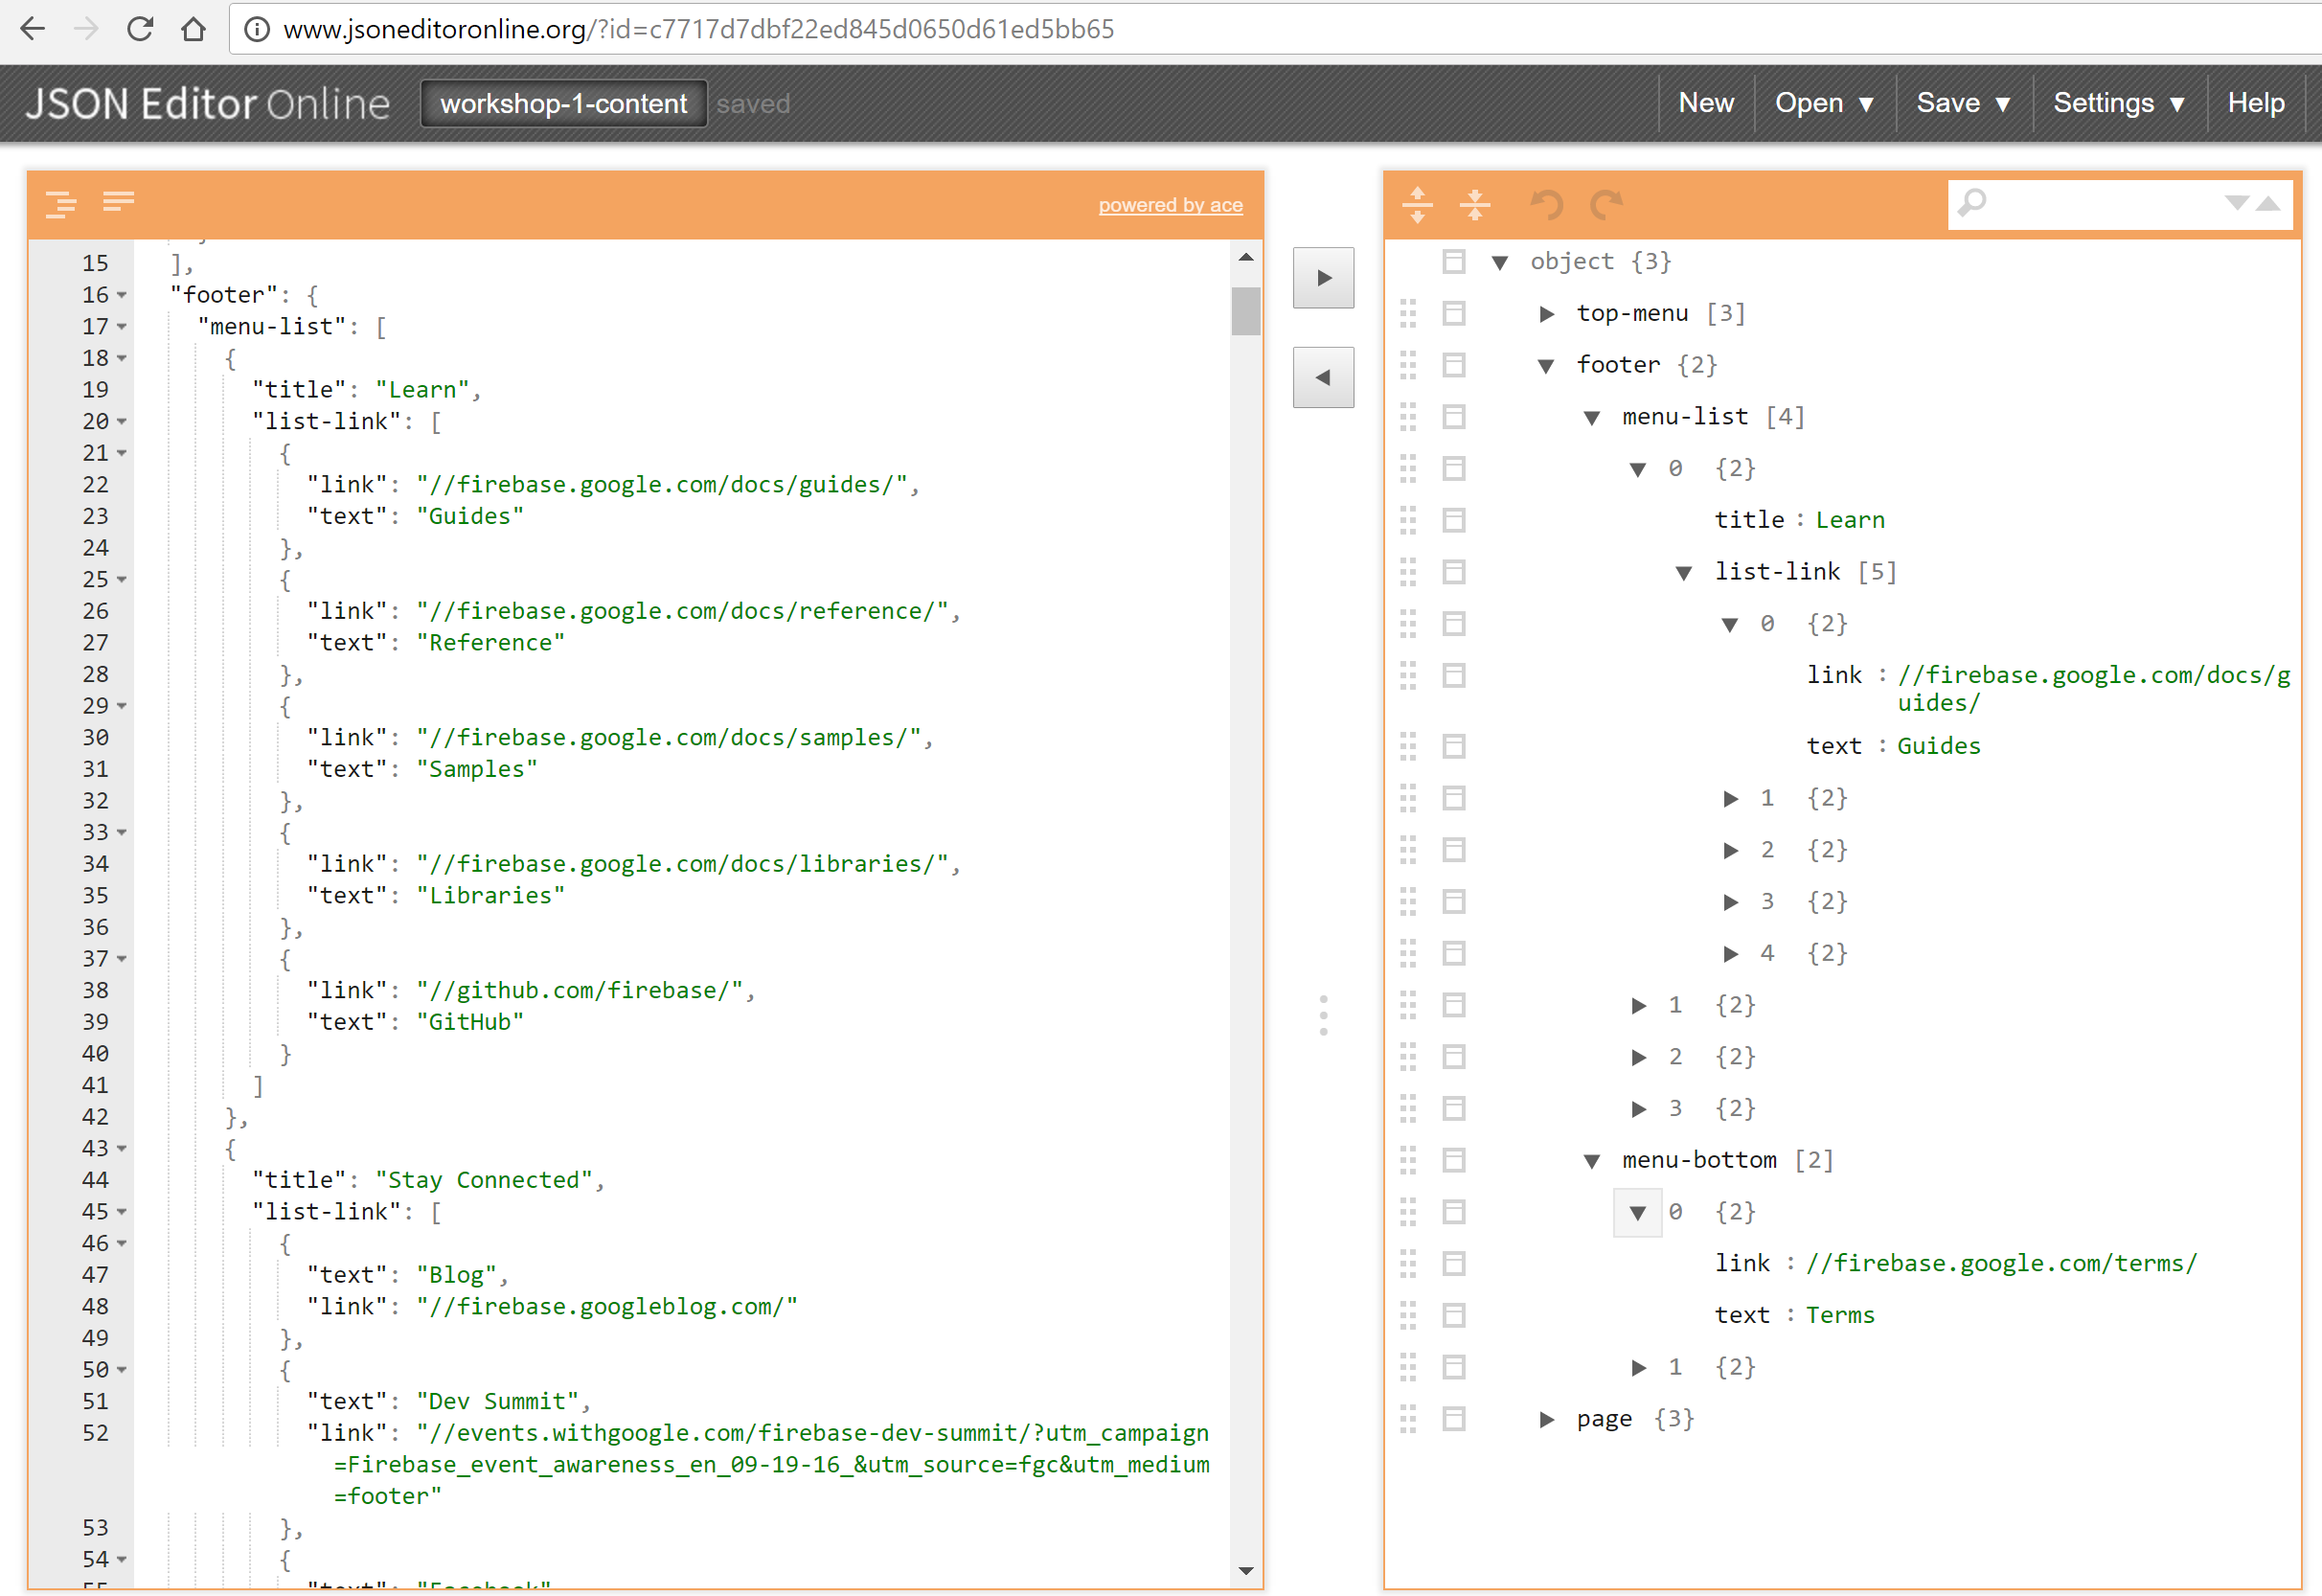 www.jsoneditoronline.org/?id=c7717d7dbf22ed845d0650d61ed5bb65
JSON Editor Online workshop-1-content saved New Open ▼ Save ▼ Settings ▼ Help
powered by ace
15 ],
16 "footer": {
17 "menu-list": [
18 {
19 "title": "Learn",
20 "list-link": [
21 {
22 "link": "//firebase.google.com/docs/guides/",
23 "text": "Guides"
24 },
25 {
26 "link": "//firebase.google.com/docs/reference/",
27 "text": "Reference"
28 },
29 {
30 "link": "//firebase.google.com/docs/samples/",
31 "text": "Samples"
32 },
33 {
34 "link": "//firebase.google.com/docs/libraries/",
35 "text": "Libraries"
36 },
37 {
38 "link": "//github.com/firebase/",
39 "text": "GitHub"
40 }
41 ]
42 },
43 {
44 "title": "Stay Connected",
45 "list-link": [
46 {
47 "text": "Blog",
48 "link": "//firebase.googleblog.com/"
49 },
50 {
51 "text": "Dev Summit",
52 "link": "//events.withgoogle.com/firebase-dev-summit/?utm_campaign
=Firebase_event_awareness_en_09-19-16_&utm_source=fgc&utm_medium
=footer"
53 },
54 {
55 "text": "Facebook"
object {3}
top-menu [3]
footer {2}
menu-list [4]
0 {2}
title : Learn
list-link [5]
0 {2}
link : //firebase.google.com/docs/g
uides/
text : Guides
1 {2}
2 {2}
3 {2}
4 {2}
1 {2}
2 {2}
3 {2}
menu-bottom [2]
0 {2}
link : //firebase.google.com/terms/
text : Terms
1 {2}
page {3}